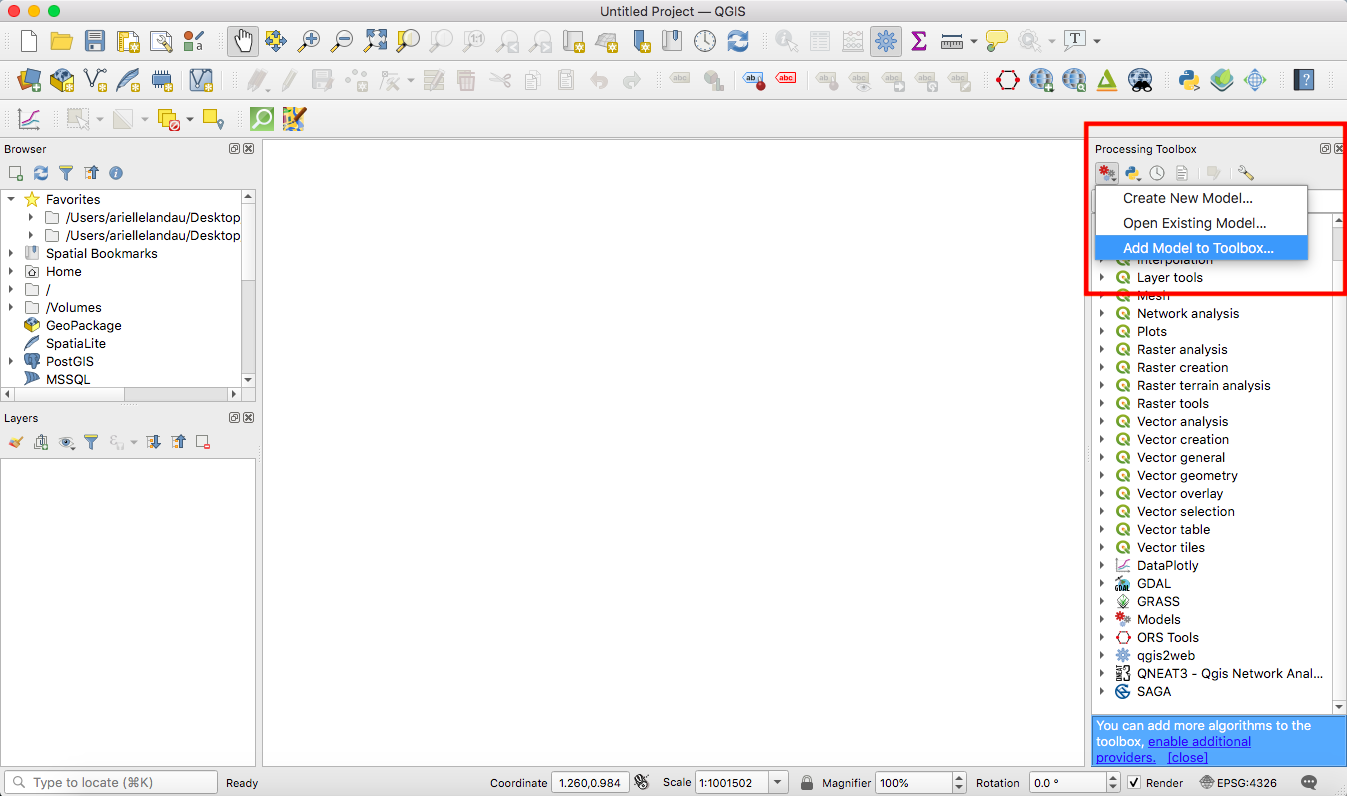 Untitled Project — QGIS
Browser
Favorites
/Users/ariellelandau/Desktop
/Users/ariellelandau/Desktop
Spatial Bookmarks
Home
/
/Volumes
GeoPackage
SpatiaLite
PostGIS
MSSQL
Layers
Processing Toolbox
Create New Model...
Open Existing Model...
Add Model to Toolbox...
Interpolation
Layer tools
Mesh
Network analysis
Plots
Raster analysis
Raster creation
Raster terrain analysis
Raster tools
Vector analysis
Vector creation
Vector general
Vector geometry
Vector overlay
Vector selection
Vector table
Vector tiles
DataPlotly
GDAL
GRASS
Models
ORS Tools
qgis2web
QNEAT3 - Qgis Network Anal...
SAGA
You can add more algorithms to the
toolbox, enable additional
providers. [close]
Type to locate (⌘K) Ready Coordinate 1.260,0.984 Scale 1:1001502 Magnifier 100% Rotation 0.0 ° Render EPSG:4326